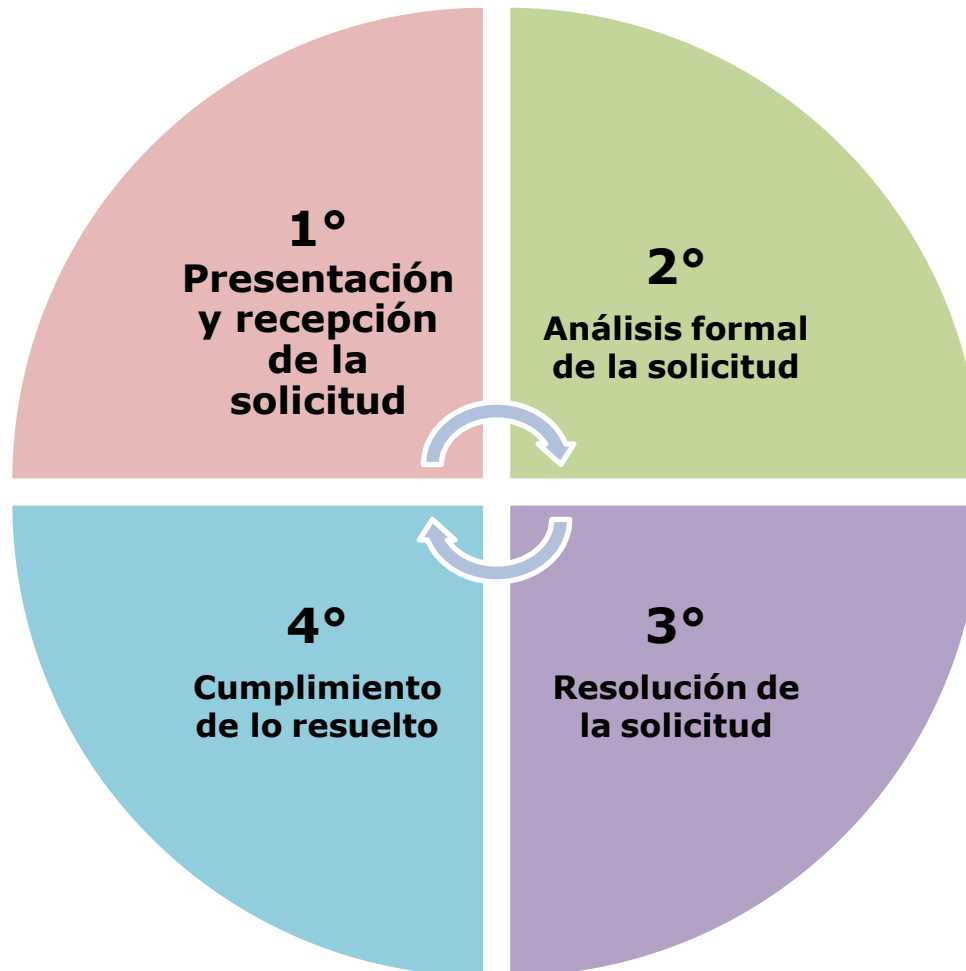 1°
Presentación
y recepción
de la
solicitud
2°
Análisis formal
de la solicitud
3°
Resolución de
la solicitud
4°
Cumplimiento
de lo resuelto